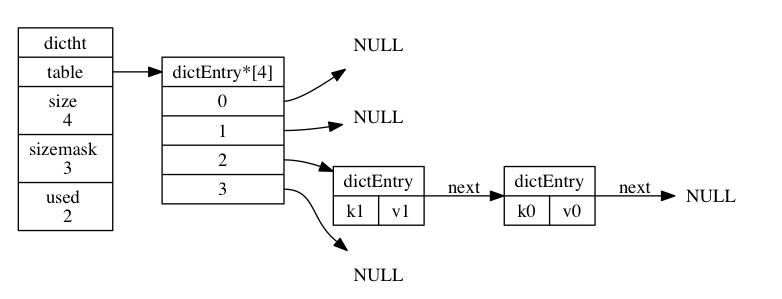 dictht
table
size
4
sizemask
3
used
2
dictEntry*[4]
0
1
2
3
NULL
NULL
dictEntry
k1 v1
next
dictEntry
k0 v0
next
NULL
NULL